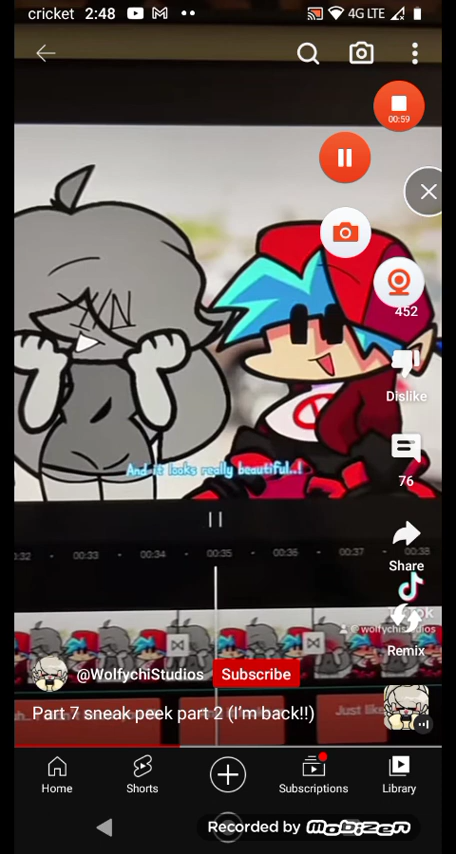 cricket 2:48
4G LTE
00:59
452
Dislike
And it looks really beautiful..!
76
00:33
00:34
00:35
00:36
00:37
00:38
Share
@wolfychistudios
Remix
@WolfychiStudios
Subscribe
Part 7 sneak peek part 2 (I'm back!!)
Just like
Home
Shorts
Subscriptions
Library
Recorded by mobizen